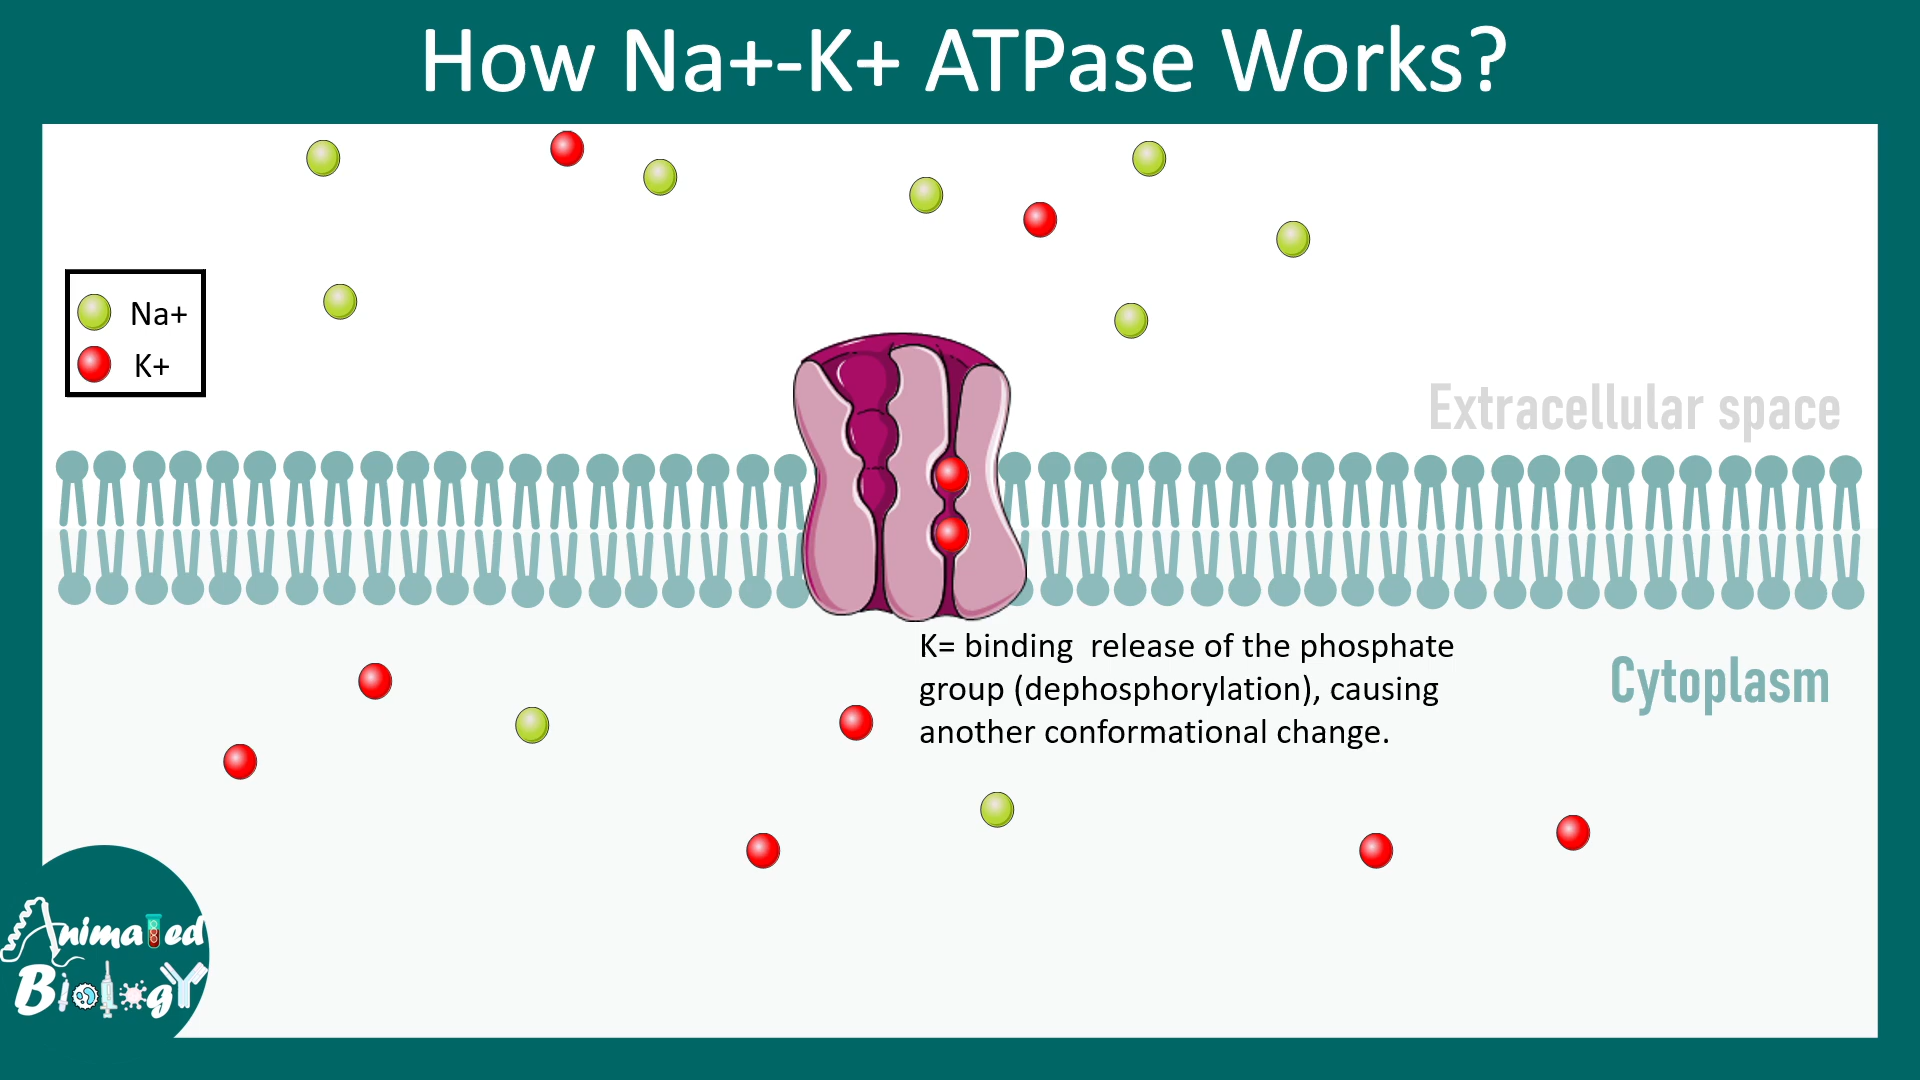 How Na+-K+ ATPase Works?
Na+
K+
Extracellular space
K= binding  release of the phosphate
group (dephosphorylation), causing
another conformational change.
Cytoplasm
Animated
Biology